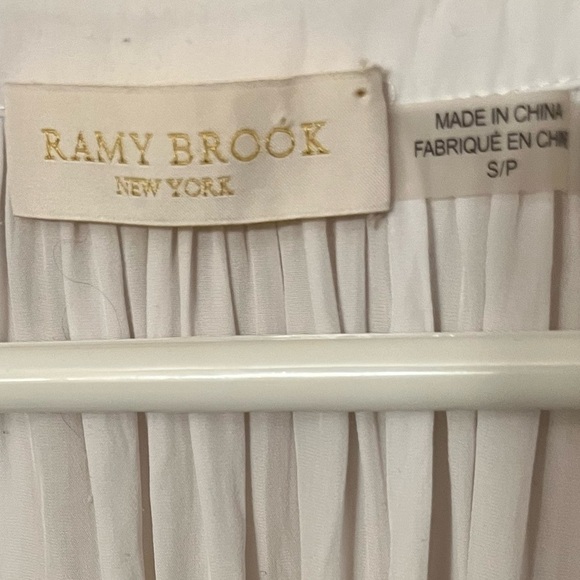 RAMY BROOK
NEW YORK
MADE IN CHINA
FABRIQUÉ EN
S/P